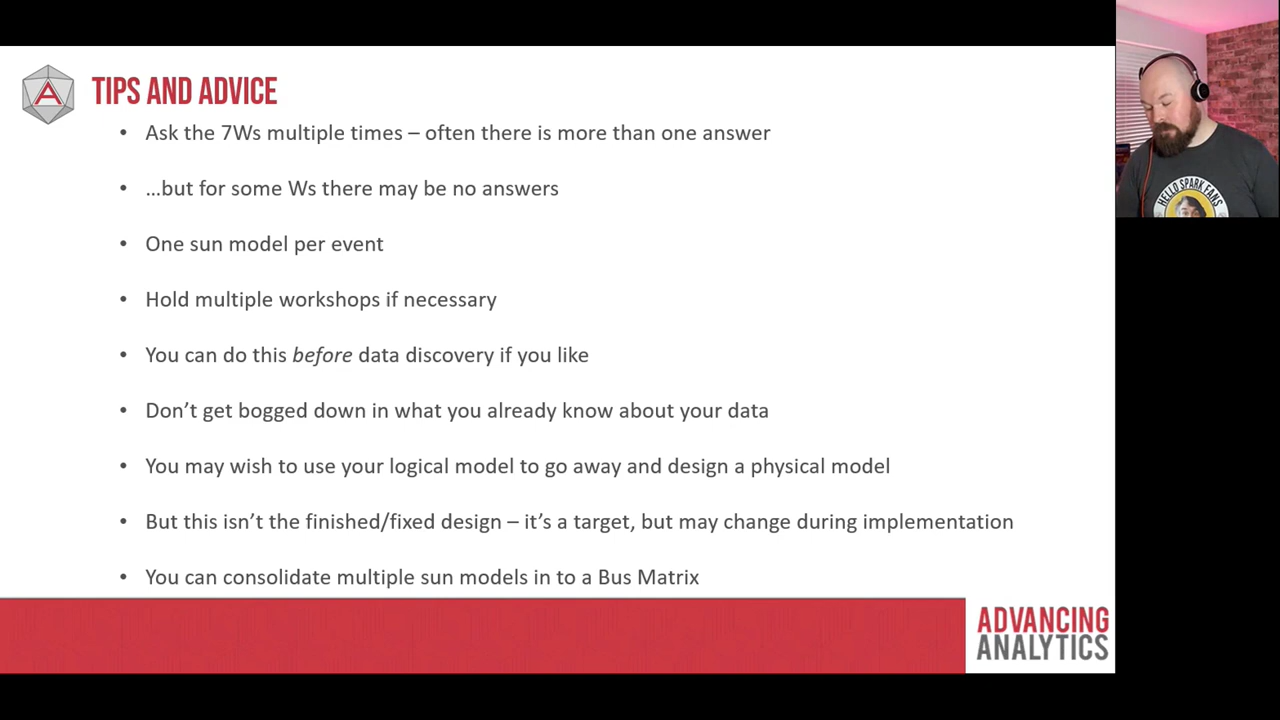 A
TIPS AND ADVICE
• Ask the 7Ws multiple times – often there is more than one answer
• …but for some Ws there may be no answers
• One sun model per event
• Hold multiple workshops if necessary
• You can do this before data discovery if you like
• Don’t get bogged down in what you already know about your data
• You may wish to use your logical model to go away and design a physical model
• But this isn’t the finished/fixed design – it’s a target, but may change during implementation
• You can consolidate multiple sun models in to a Bus Matrix
ADVANCING
ANALYTICS
HELLO SPARK FANS